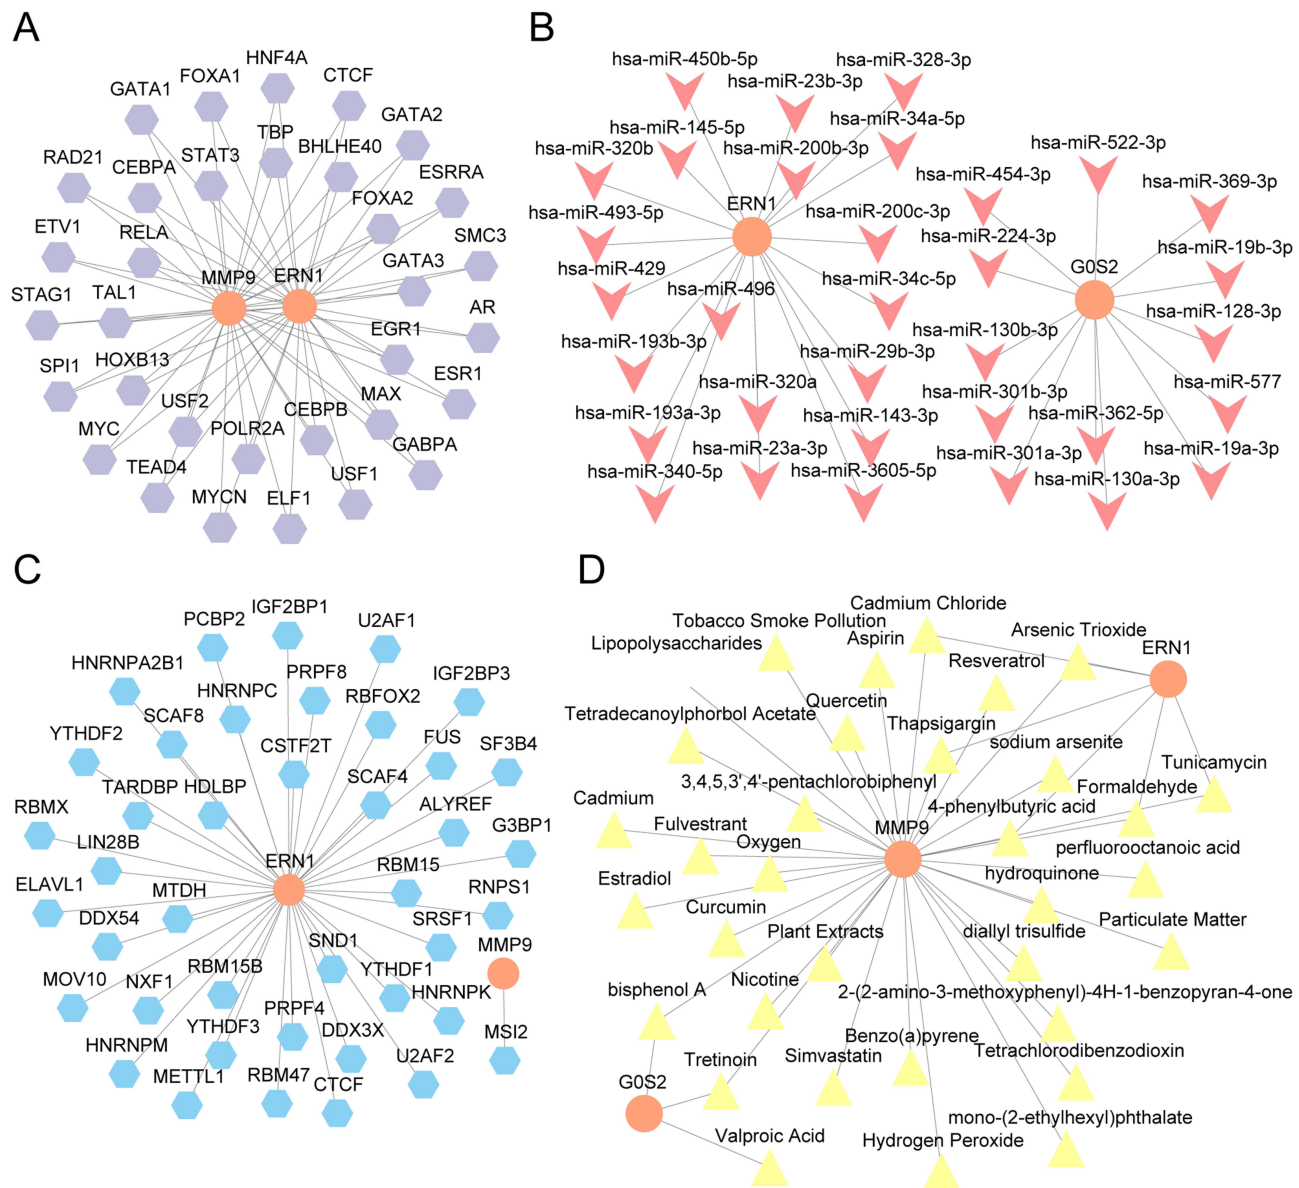 A
HNF4A
FOXA1
CTCF
GATA1
GATA2
TBP
BHLHE40
RAD21
CEBPA
STAT3
ESRRA
FOXA2
ETV1
RELA
SMC3
MMP9
ERN1
GATA3
STAG1
TAL1
AR
EGR1
SPI1
HOXB13
ESR1
USF2
CEBPB
MAX
MYC
POLR2A
GABPA
TEAD4
USF1
MYCN
ELF1
B
hsa-miR-450b-5p
hsa-miR-328-3p
hsa-miR-23b-3p
hsa-miR-145-5p
hsa-miR-34a-5p
hsa-miR-320b
hsa-miR-200b-3p
hsa-miR-522-3p
hsa-miR-454-3p
hsa-miR-369-3p
ERN1
hsa-miR-493-5p
hsa-miR-200c-3p
hsa-miR-224-3p
hsa-miR-19b-3p
hsa-miR-429
G0S2
hsa-miR-34c-5p
hsa-miR-496
hsa-miR-128-3p
hsa-miR-130b-3p
hsa-miR-193b-3p
hsa-miR-29b-3p
hsa-miR-320a
hsa-miR-577
hsa-miR-301b-3p
hsa-miR-193a-3p
hsa-miR-143-3p
hsa-miR-362-5p
hsa-miR-23a-3p
hsa-miR-301a-3p
hsa-miR-19a-3p
hsa-miR-340-5p
hsa-miR-3605-5p
hsa-miR-130a-3p
C
IGF2BP1
PCBP2
U2AF1
HNRNPA2B1
PRPF8
IGF2BP3
HNRNPC
RBFOX2
SCAF8
YTHDF2
FUS
SF3B4
CSTF2T
SCAF4
TARDBP
HDLBP
RBMX
ALYREF
G3BP1
LIN28B
ERN1
RBM15
ELAVL1
MTDH
RNPS1
DDX54
SRSF1
SND1
MMP9
MOV10
NXF1
RBM15B
YTHDF1
HNRNPK
PRPF4
YTHDF3
DDX3X
MSI2
HNRNPM
U2AF2
METTL1
RBM47
CTCF
D
Cadmium Chloride
Tobacco Smoke Pollution
Arsenic Trioxide
Lipopolysaccharides
Aspirin
ERN1
Resveratrol
Quercetin
Tetradecanoylphorbol Acetate
Thapsigargin
sodium arsenite
Tunicamycin
3,4,5,3',4'-pentachlorobiphenyl
Formaldehyde
Cadmium
4-phenylbutyric acid
Fulvestrant
MMP9
Oxygen
perfluorooctanoic acid
Estradiol
hydroquinone
Curcumin
Particulate Matter
Plant Extracts
diallyl trisulfide
Nicotine
bisphenol A
2-(2-amino-3-methoxyphenyl)-4H-1-benzopyran-4-one
Benzo(a)pyrene
Tretinoin
Simvastatin
Tetrachlorodibenzodioxin
G0S2
mono-(2-ethylhexyl)phthalate
Valproic Acid
Hydrogen Peroxide